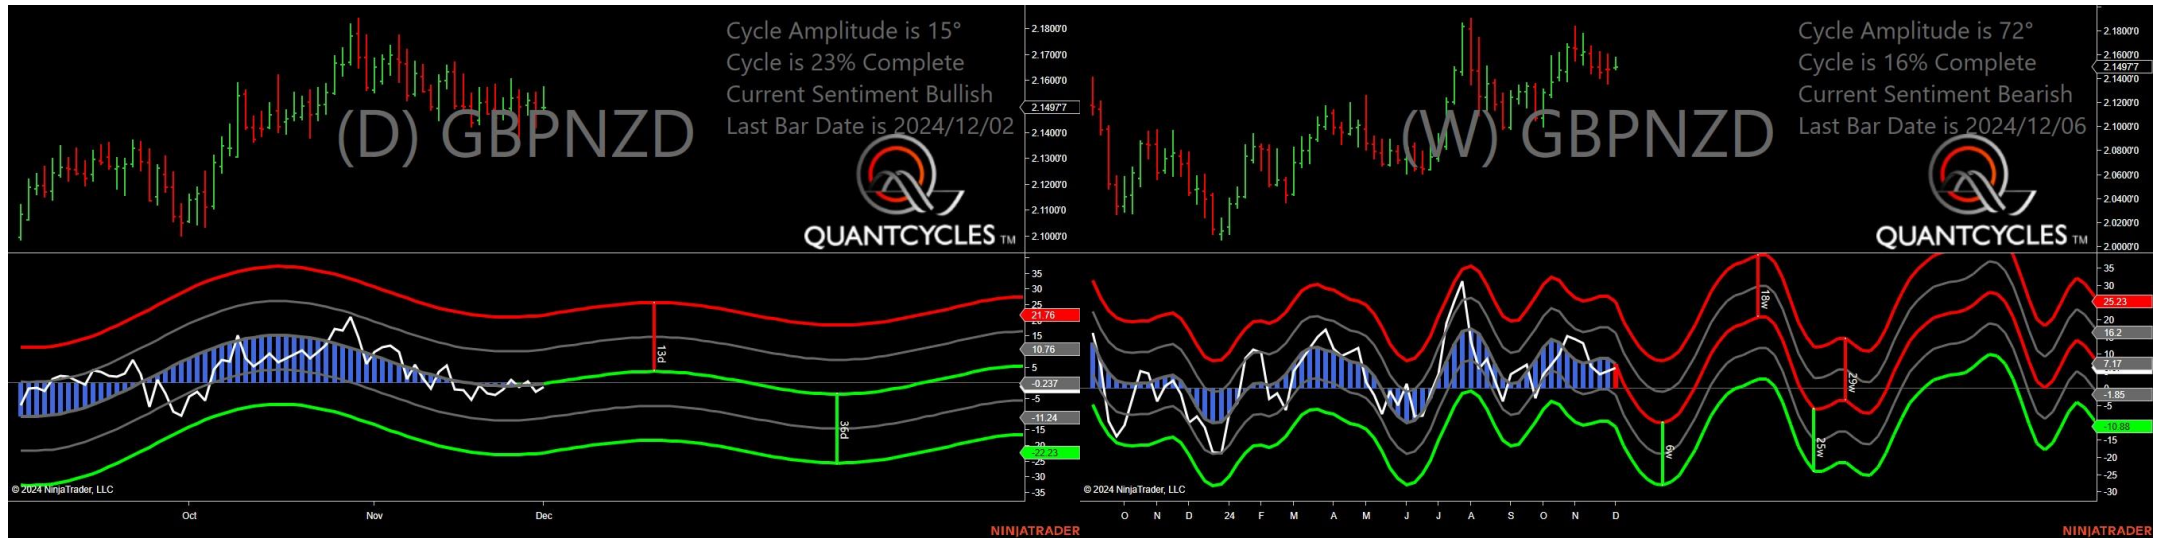 Cycle Amplitude is 15°
Cycle is 23% Complete
Current Sentiment Bullish
Last Bar Date is 2024/12/02
(D) GBPNZD
QUANTCYCLES TM
2.1800'0
2.1700'0
2.1600'0
2.1497'7
2.1400'0
2.1300'0
2.1200'0
2.1100'0
2.1000'0
35
30
25
21.76
15
10.76
5
-0.237
-5
-11.24
-15
-22.23
-25
-30
-35
13d
36d
© 2024 NinjaTrader, LLC
Oct Nov Dec
NINJATRADER
Cycle Amplitude is 72°
Cycle is 16% Complete
Current Sentiment Bearish
Last Bar Date is 2024/12/06
(W) GBPNZD
QUANTCYCLES TM
2.1800'0
2.1600'0
2.1497'7
2.1400'0
2.1200'0
2.1000'0
2.0800'0
2.0600'0
2.0400'0
2.0200'0
2.0000'0
35
30
25.23
20
16.2
10
7.17
-1.85
-5
-10.88
-15
-20
-25
-30
18w
29w
6w
25w
© 2024 NinjaTrader, LLC
O N D 24 F M A M J J A S O N D
NINJATRADER